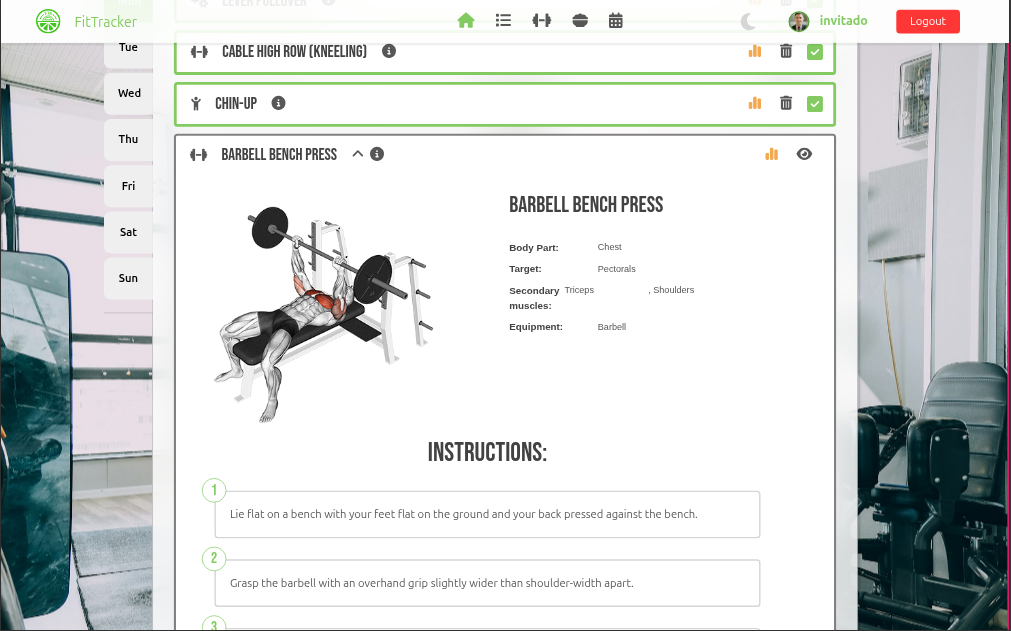 LEVER PULLOVER
FitTracker
invitado
Logout
Tue
CABLE HIGH ROW (KNEELING)
Wed
CHIN-UP
Thu
BARBELL BENCH PRESS
Fri
Sat
Sun
BARBELL BENCH PRESS
Body Part: Chest
Target: Pectorals
Secondary muscles: Triceps , Shoulders
Equipment: Barbell
INSTRUCTIONS:
1
Lie flat on a bench with your feet flat on the ground and your back pressed against the bench.
2
Grasp the barbell with an overhand grip slightly wider than shoulder-width apart.
3